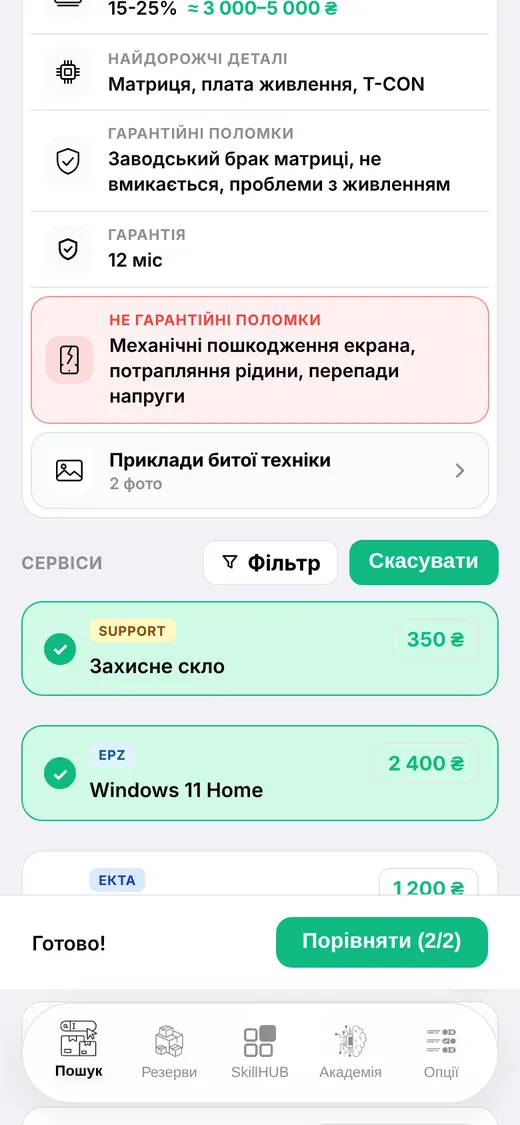 15-25% ≈ 3 000–5 000 ₴
НАЙДОРОЖЧІ ДЕТАЛІ
Матриця, плата живлення, T-CON
ГАРАНТІЙНІ ПОЛОМКИ
Заводський брак матриці, не
вмикається, проблеми з живленням
ГАРАНТІЯ
12 міс
НЕ ГАРАНТІЙНІ ПОЛОМКИ
Механічні пошкодження екрана,
потрапляння рідини, перепади
напруги
Приклади битої техніки
2 фото
СЕРВІСИ
Фільтр
Скасувати
SUPPORT
350 ₴
Захисне скло
EPZ
2 400 ₴
Windows 11 Home
ЕКТА
1 200 ₴
Готово!
Порівняти (2/2)
Пошук
Резерви
SkillHUB
Академія
Опції